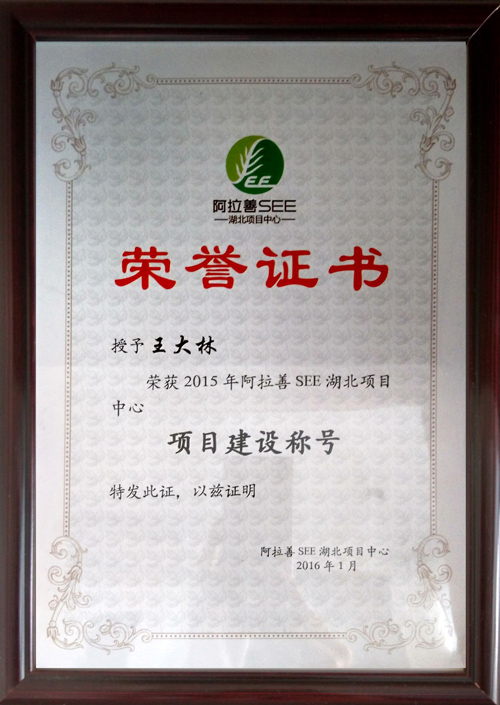 SEE
阿拉善SEE
湖北项目中心
荣誉证书
授予 王大林
荣获 2015 年阿拉善 SEE 湖北项目
中心
项目建设称号
特发此证，以兹证明
阿拉善 SEE 湖北项目中心
2016 年 1 月